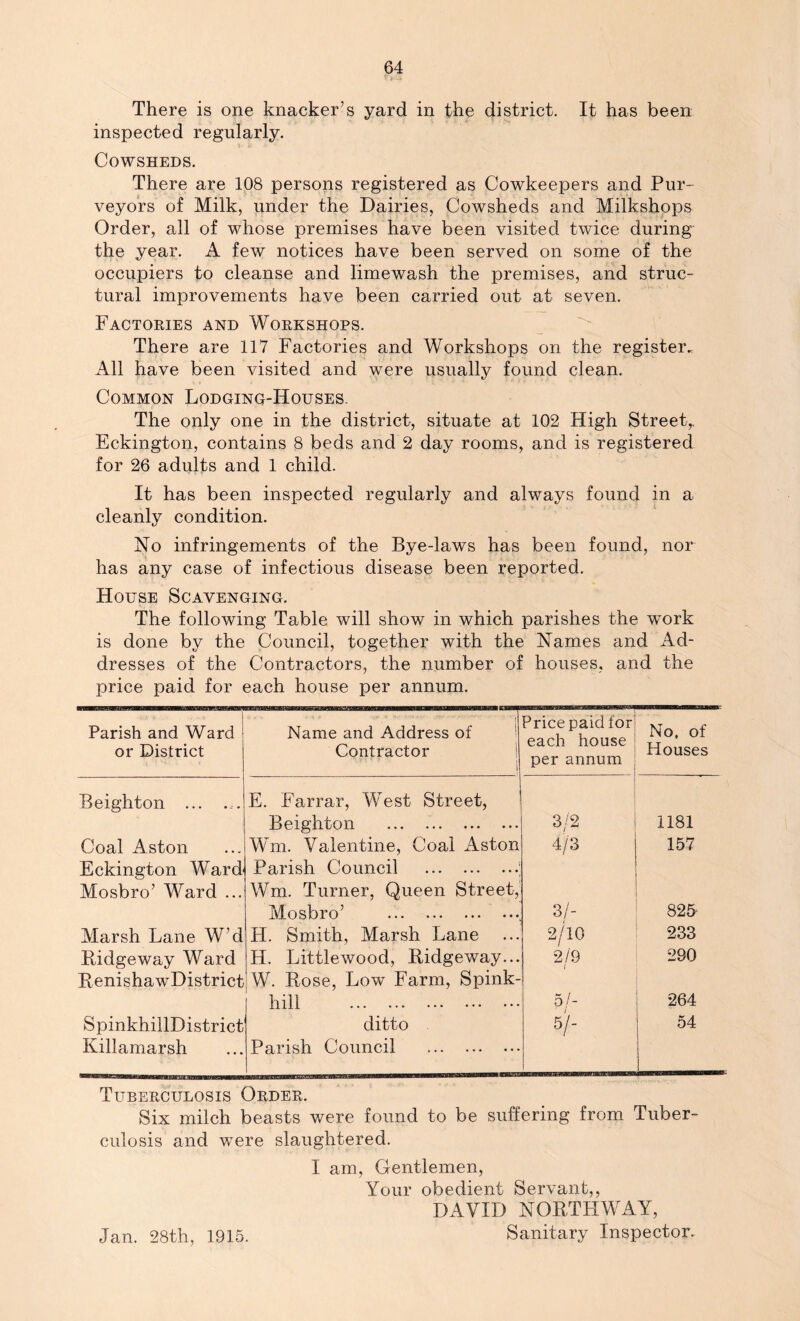 64
There is one knacker's yard in the district. It has been
inspected regularly.
COWSHEDS.
There are 108 persons registered as Cowkeepers and Pur-
veyors of Milk, under the Dairies, Cowsheds and Milkshops
Order, all of whose premises have been visited twice during
the year. A few notices have been served on some of the
occupiers to cleanse and limewash the premises, and struc-
tural improvements have been carried out at seven.
FACTORIES AND WORKSHOPS.
There are 117 Factories and Workshops on the register.
All have been visited and were usually found clean.
COMMON LODGING-HOUSES.
The only one in the district, situate at 102 High Street,
Eckington, contains 8 beds and 2 day rooms, and is registered
for 26 adults and 1 child.
It has been inspected regularly and always found in a
cleanly condition.
No infringements of the Bye-laws has been found, nor
has any case of infectious disease been reported.
HOUSE SCAVENGING.
The following Table will show in which parishes the work
is done by the Council, together with the Names and Ad-
dresses of the Contractors, the number of houses, and the
price paid for each house per annum.
Parish and Ward or District | Name and Address of Contractor | Price paid for each house per annum | No. of Houses
Beighton ... ... E. Farrar, West Street,
Beighton ... ... ... ... 3/2 1181
Coal Aston ... Wm. Valentine, Coal Aston 4/3 157
Eckington Ward Parish Council ... ... ...
Mosbro' Ward ... Wm. Turner, Queen Street,
Mosbro' ... ... ... ... 3/- 825
Marsh Lane W'd H. Smith, Marsh Lane ... 2/10 233
Ridgeway Ward H. Littlewood, Ridgeway... 2/9 290
RenishawDistrict W. Rose, Low Farm, Spink-
hill ... ... ... ... ... 5/- 264
SpinkhillDistrict ditto 5/- 54
Killamarsh ... Parish Council ... ... ...
TUBERCULOSIS ORDER.
Six milch beasts were found to be suffering from Tuber-
culosis and were slaughtered.
I am, Gentlemen,
Your obedient Servant,,
DAVID NORTHWAY,
Jan. 28th, 1915. Sanitary Inspector.